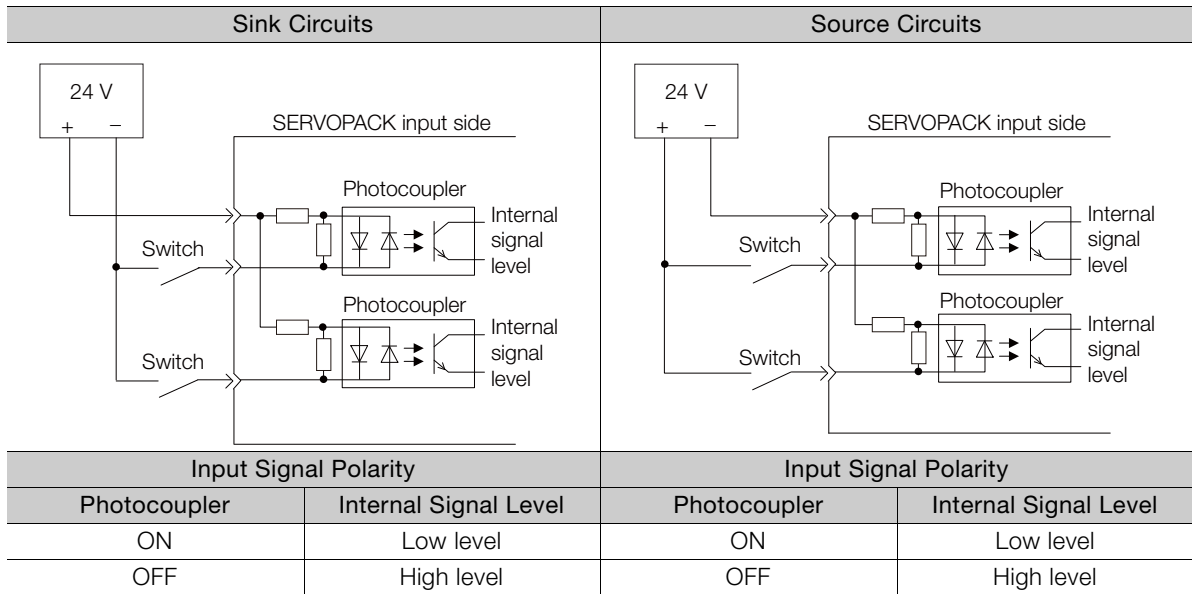 Sink Circuits
Source Circuits
24 V
+ −
SERVOPACK input side
Photocoupler
Internal
signal
level
Switch
Photocoupler
Internal
signal
level
Switch
24 V
+ −
SERVOPACK input side
Photocoupler
Internal
signal
level
Switch
Photocoupler
Internal
signal
level
Switch
Input Signal Polarity
Input Signal Polarity
Photocoupler Internal Signal Level Photocoupler Internal Signal Level
ON Low level ON Low level
OFF High level OFF High level